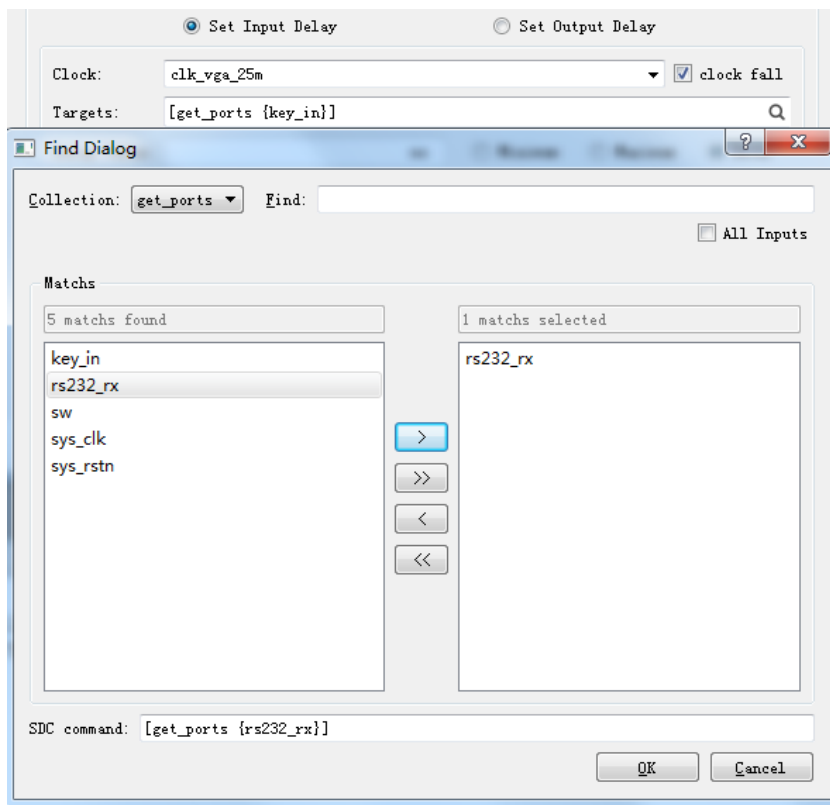 Set Input Delay Set Output Delay
Clock: clk_vga_25m clock fall
Targets: [get_ports {key_in}]
Find Dialog
Collection: get_ports Find:
All Inputs
Matchs
5 matchs found 1 matchs selected
key_in rs232_rx
rs232_rx
sw
sys_clk
sys_rstn
>
>>
<
<<
SDC command: [get_ports {rs232_rx}]
OK Cancel